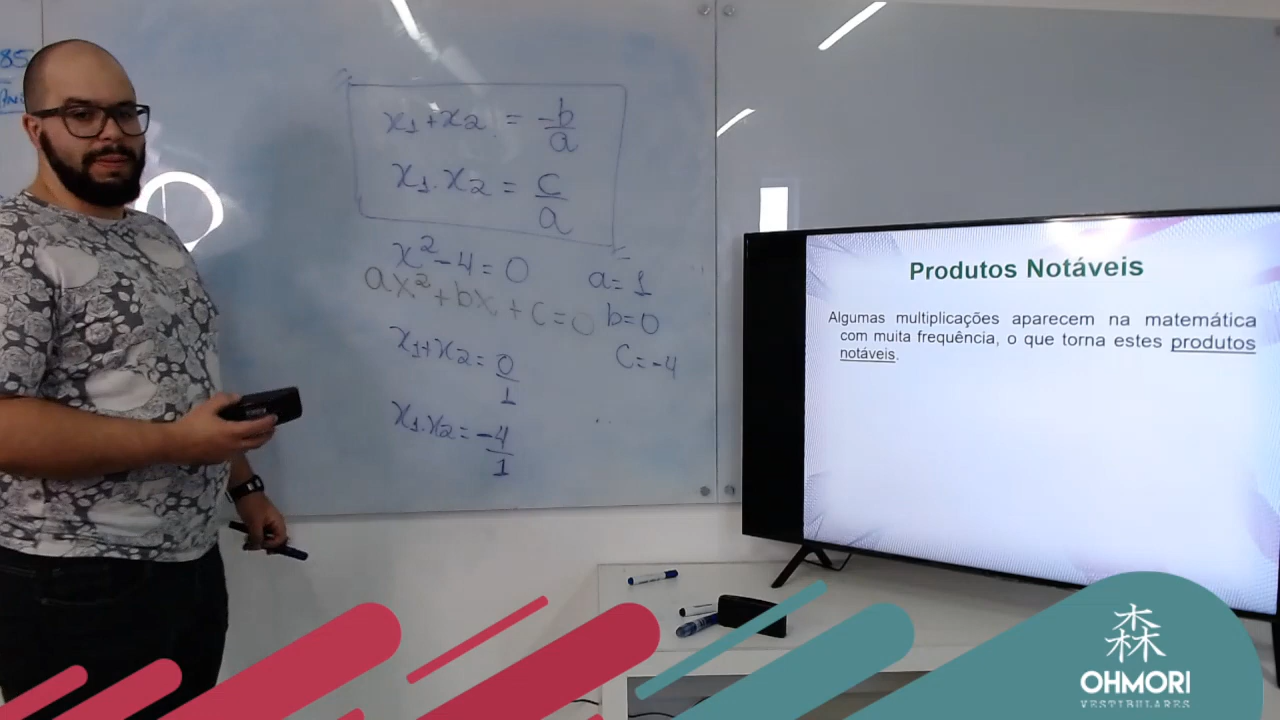 85
x1+x2 = -b/a
x1.x2 = c/a
x²-4=0
a=1
ax²+bx+c=0
b=0
c=-4
x1+x2=0/1
x1.x2=-4/1
Produtos Notáveis
Algumas multiplicações aparecem na matemática
com muita frequência, o que torna estes produtos
notáveis.
森
OHMORI
VESTIBULARES